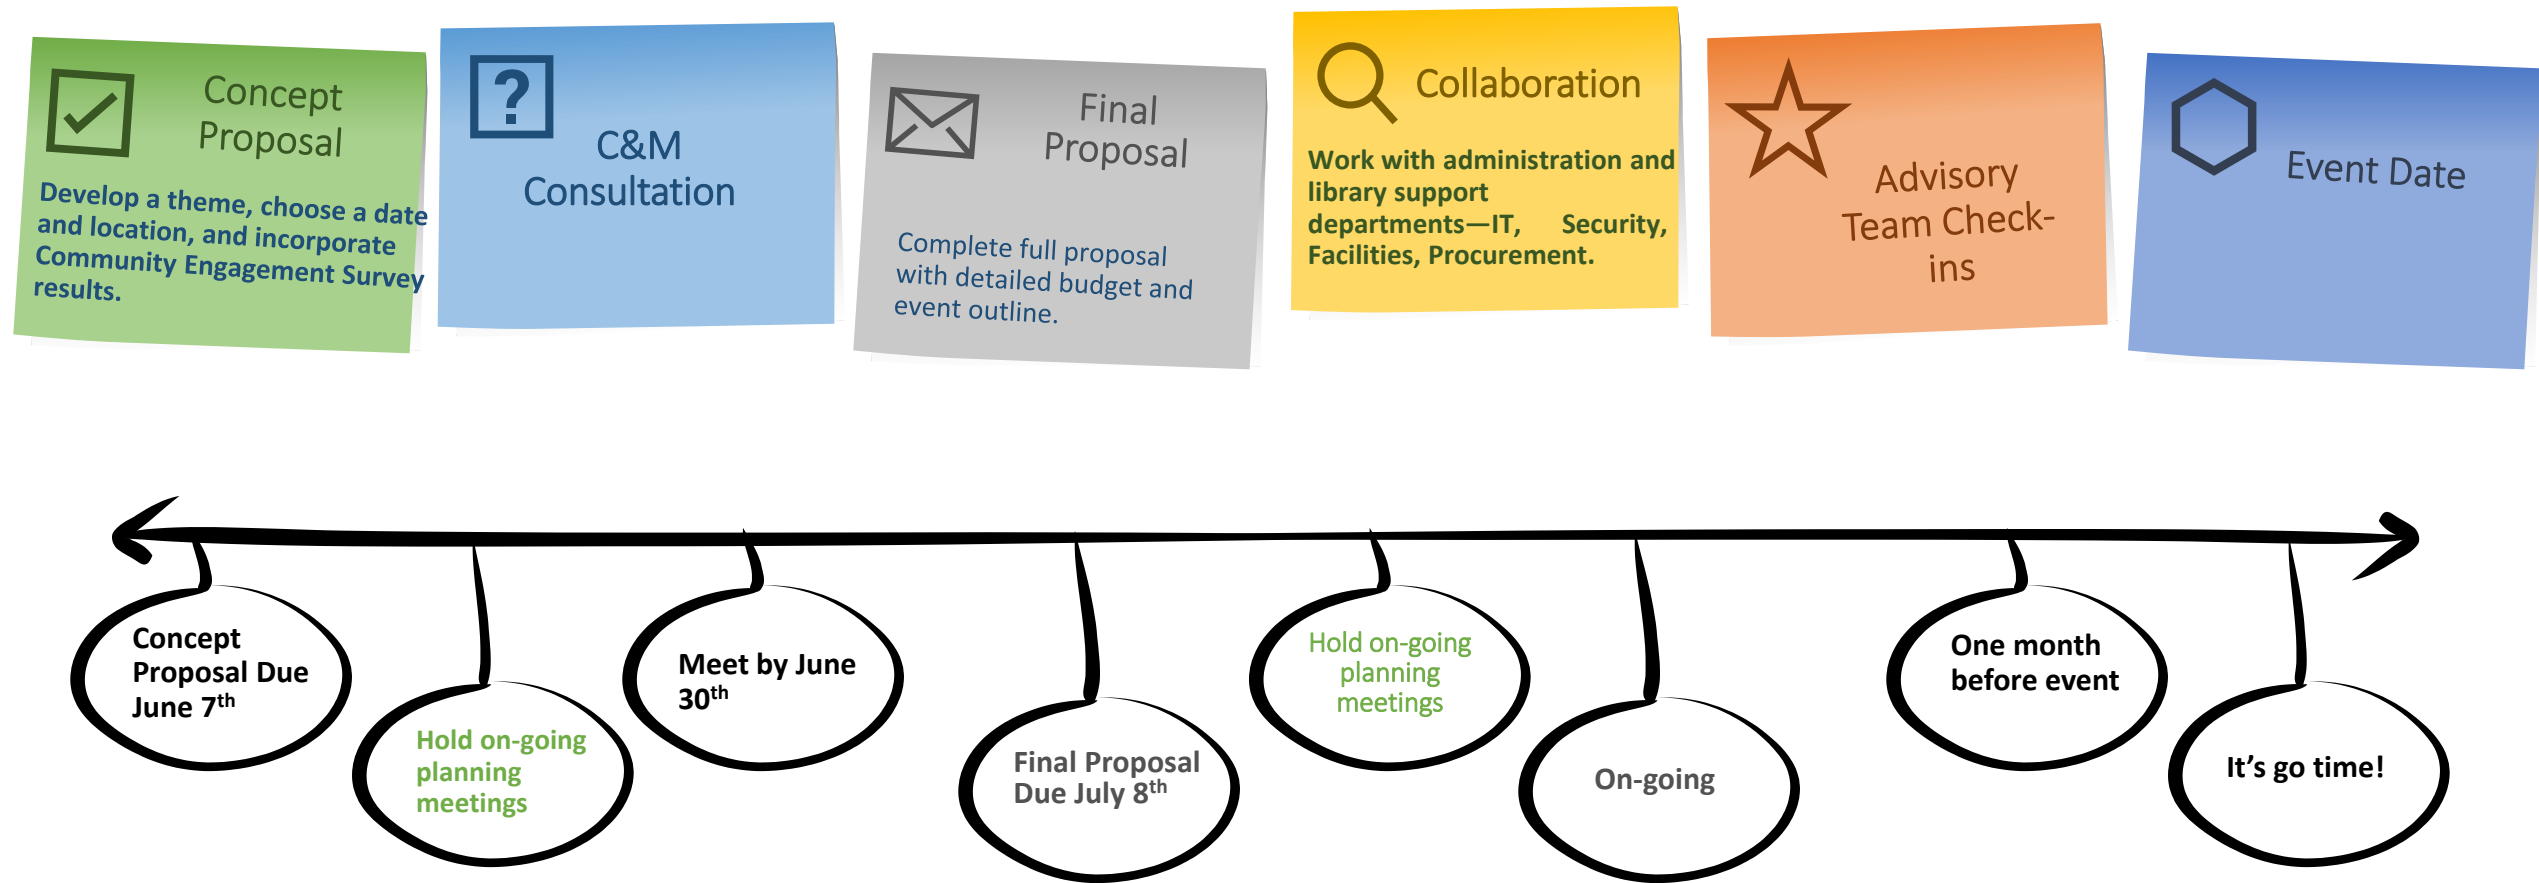 Concept
Proposal
Develop a theme, choose a date
and location, and incorporate
Community Engagement Survey
results.
?
C&M
Consultation
Final
Proposal
Complete full proposal
with detailed budget and
event outline.
Collaboration
Work with administration and
library support
departments—IT, Security,
Facilities, Procurement.
Advisory
Team Check-
ins
Event Date
Concept
Proposal Due
June 7th
Hold on-going
planning
meetings
Meet by June
30th
Final Proposal
Due July 8th
Hold on-going
planning
meetings
On-going
One month
before event
It’s go time!